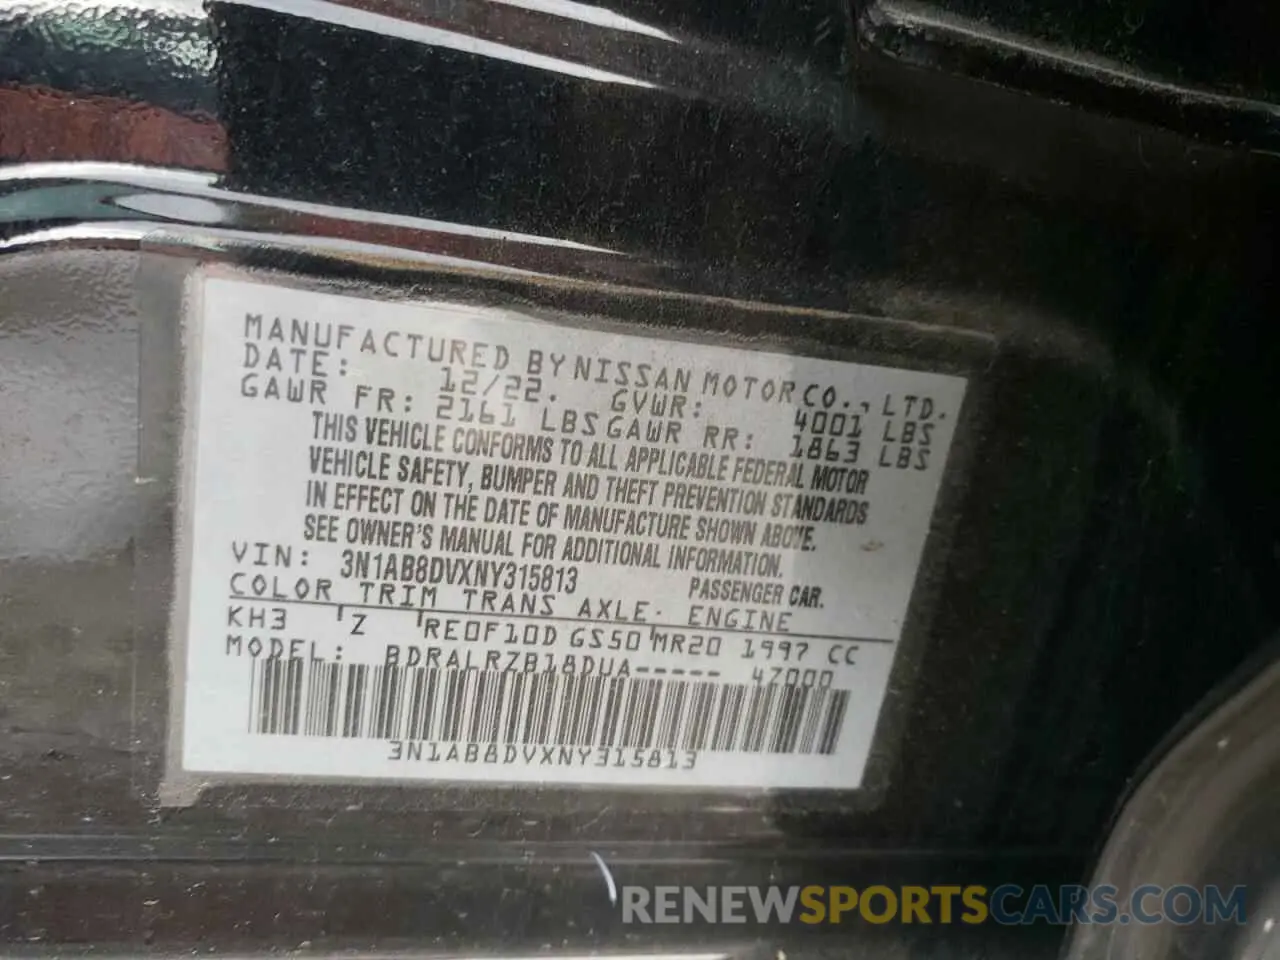 MANUFACTURED BY NISSAN MOTOR CO., LTD.
DATE: 12/22. GVWR: 4001 LBS
GAWR FR: 2161 LBS GAWR RR: 1863 LBS
THIS VEHICLE CONFORMS TO ALL APPLICABLE FEDERAL MOTOR
VEHICLE SAFETY, BUMPER AND THEFT PREVENTION STANDARDS
IN EFFECT ON THE DATE OF MANUFACTURE SHOWN ABOVE.
SEE OWNER'S MANUAL FOR ADDITIONAL INFORMATION.
VIN: 3N1AB8DVXNY315813 PASSENGER CAR.
COLOR TRIM TRANS AXLE. ENGINE
KH3 Z RE0F10D GS50 MR20 1997 CC
MODEL: BDRALRZB18DUA----- 47000
3N1AB8DVXNY315813
RENEWSPORTSCARS.COM